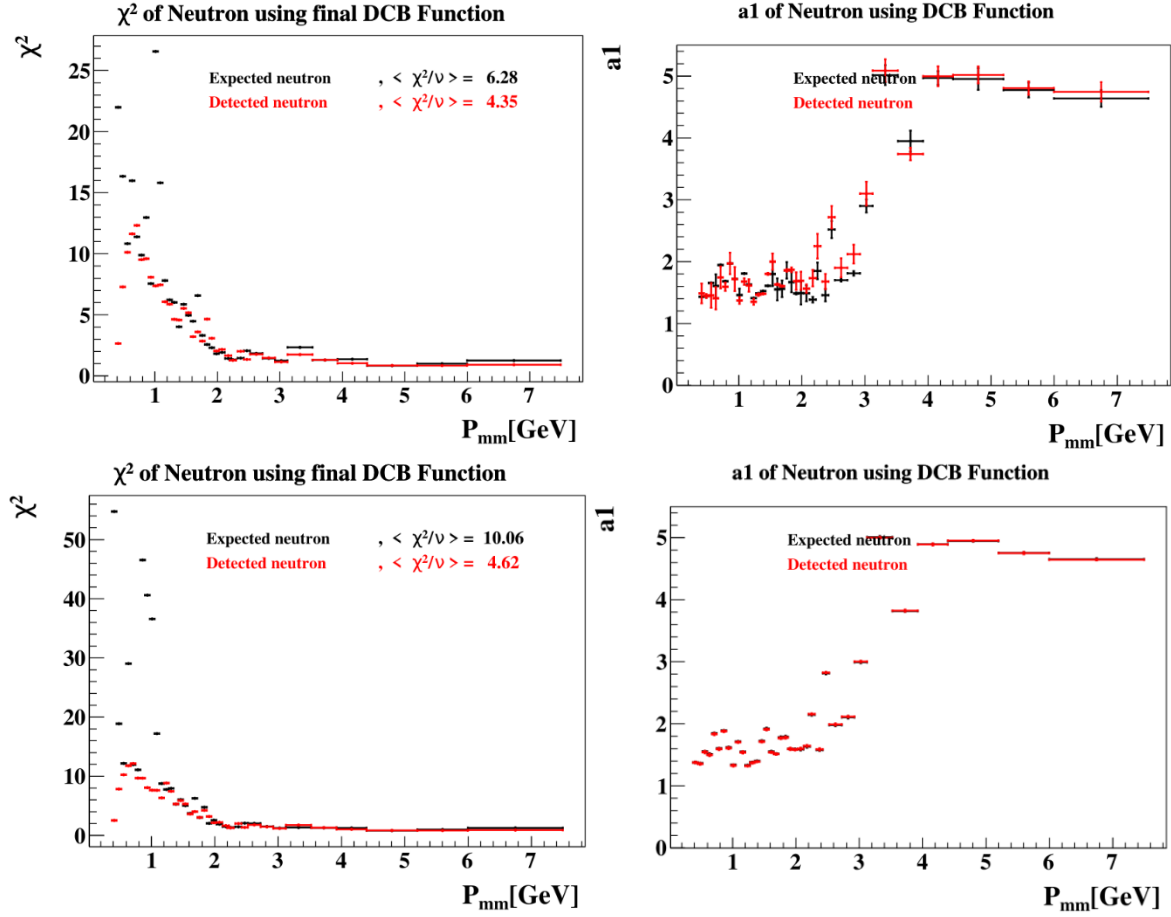 χ² of Neutron using final DCB Function
χ²
Expected neutron , < χ²/ν > = 6.28
Detected neutron , < χ²/ν > = 4.35
25
20
15
10
5
0
1 2 3 4 5 6 7
P_mm[GeV]
a1 of Neutron using DCB Function
a1
Expected neutron
Detected neutron
5
4
3
2
1
0
1 2 3 4 5 6 7
P_mm[GeV]
χ² of Neutron using final DCB Function
χ²
Expected neutron , < χ²/ν > = 10.06
Detected neutron , < χ²/ν > = 4.62
50
40
30
20
10
0
1 2 3 4 5 6 7
P_mm[GeV]
a1 of Neutron using DCB Function
a1
Expected neutron
Detected neutron
5
4
3
2
1
0
1 2 3 4 5 6 7
P_mm[GeV]